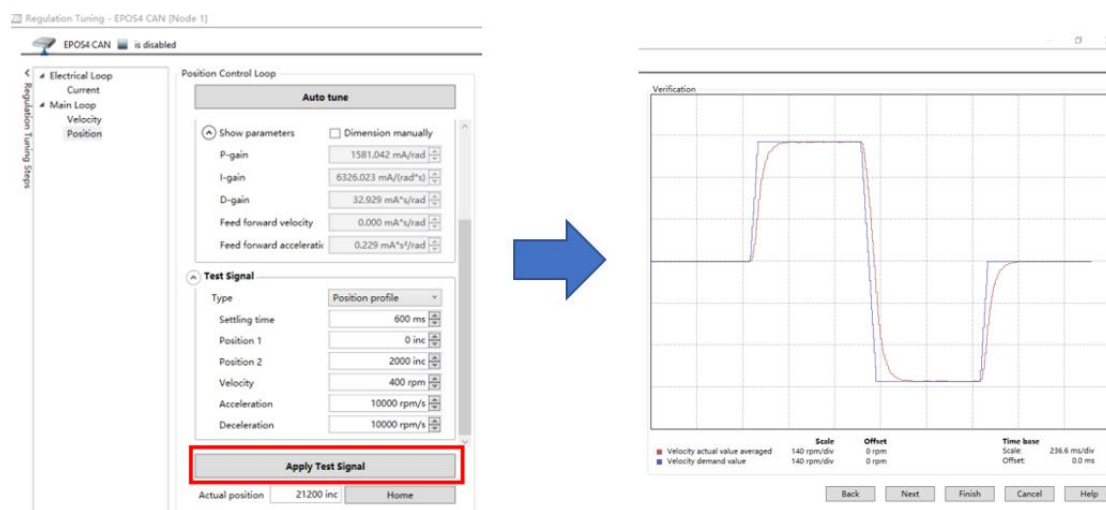 Regulation Tuning - EPOS4 CAN [Node 1]
EPOS4 CAN is disabled
Regulation Tuning Steps
Electrical Loop
Current
Main Loop
Velocity
Position
Position Control Loop
Auto tune
Show parameters Dimension manually
P-gain 1581.042 mA/rad
I-gain 6326.023 mA/(rad*s)
D-gain 32.929 mA*s/rad
Feed forward velocity 0.000 mA*s/rad
Feed forward acceleratic 0.229 mA*s²/rad
Test Signal
Type Position profile
Settling time 600 ms
Position 1 0 inc
Position 2 2000 inc
Velocity 400 rpm
Acceleration 10000 rpm/s
Deceleration 10000 rpm/s
Apply Test Signal
Actual position 21200 inc Home
Verification
Scale Offset Time base
Velocity actual value averaged 140 rpm/div 0 rpm Scale: 236.6 ms/div
Velocity demand value 140 rpm/div 0 rpm Offset: 0.0 ms
Back Next Finish Cancel Help